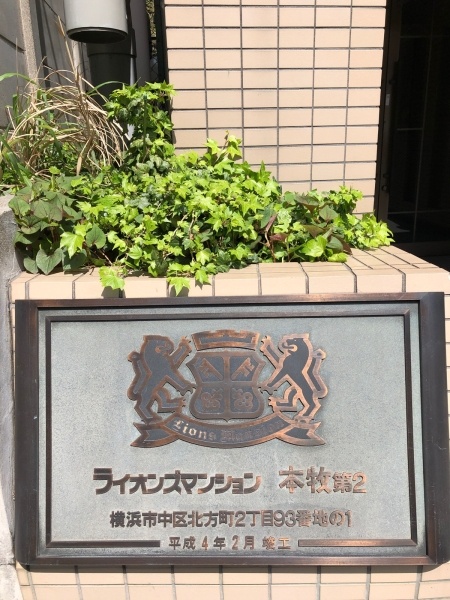 Lions Mansion
ライオンズマンション 本牧第2
横浜市中区北方町2丁目93番地の1
平成4年2月 竣工